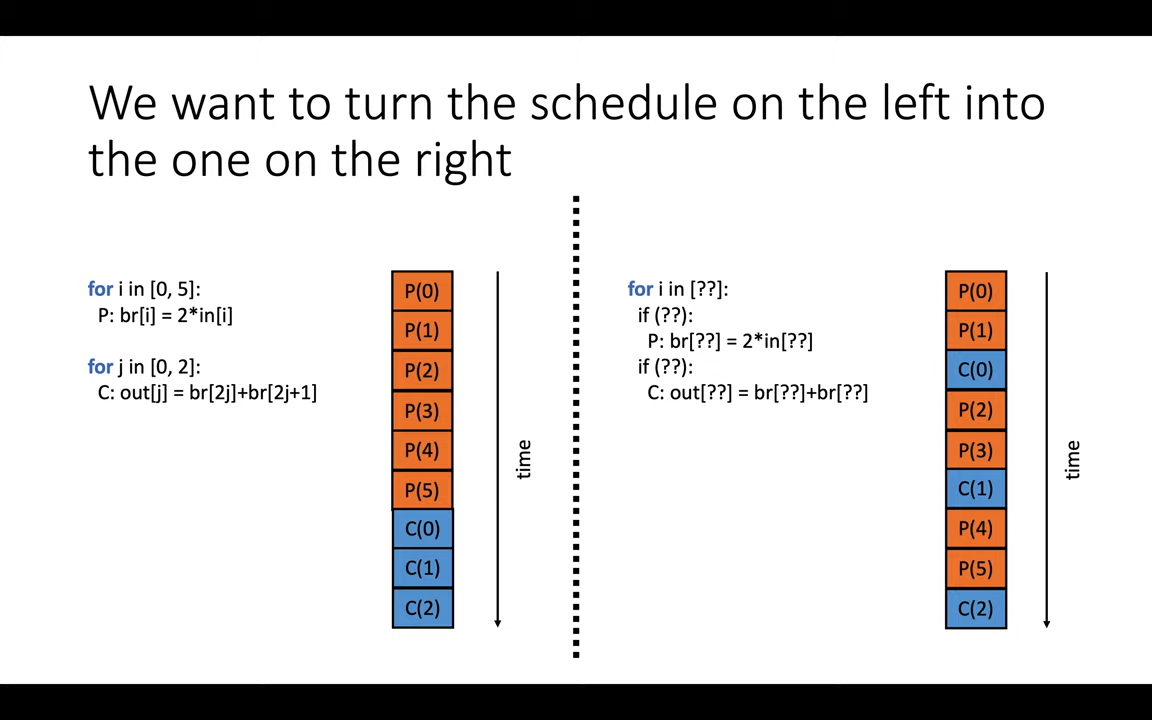 We want to turn the schedule on the left into
the one on the right
for i in [0, 5]:
P: br[i] = 2*in[i]
for j in [0, 2]:
C: out[j] = br[2j]+br[2j+1]
P(0)
P(1)
P(2)
P(3)
P(4)
P(5)
C(0)
C(1)
C(2)
time
for i in [??]:
if (??):
P: br[??] = 2*in[??]
if (??):
C: out[??] = br[??]+br[??]
P(0)
P(1)
C(0)
P(2)
P(3)
C(1)
P(4)
P(5)
C(2)
time